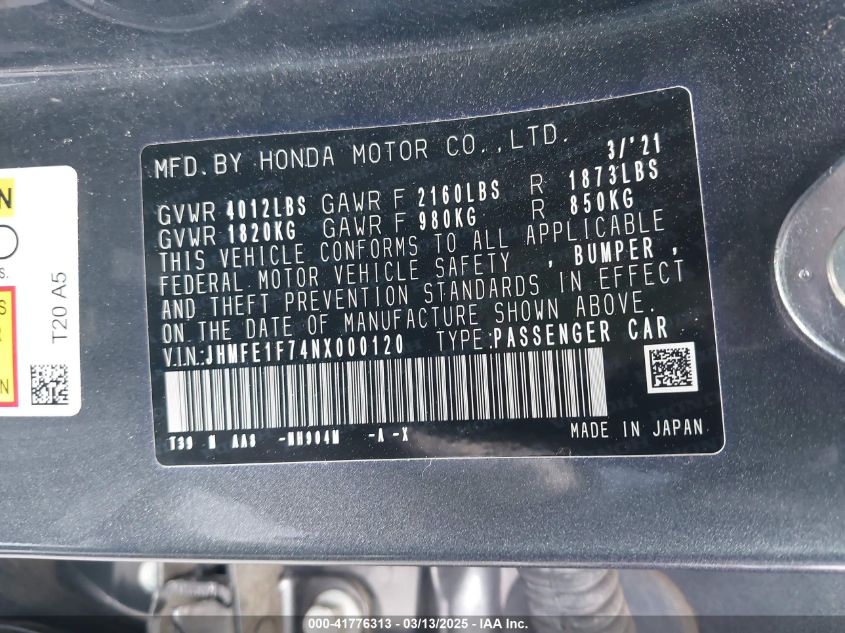 MFD. BY HONDA MOTOR CO., LTD. 3/'21
GVWR 4012LBS GAWR F 2160LBS R 1873LBS
GVWR 1820KG GAWR F 980KG R 850KG
THIS VEHICLE CONFORMS TO ALL APPLICABLE
FEDERAL MOTOR VEHICLE SAFETY , BUMPER ,
AND THEFT PREVENTION STANDARDS IN EFFECT
ON THE DATE OF MANUFACTURE SHOWN ABOVE.
V.I.N.:JHMFE1F74NX000120 TYPE:PASSENGER CAR
MADE IN JAPAN
T20 A5
000-41776313 / 03/13/2025 - IAA Inc.